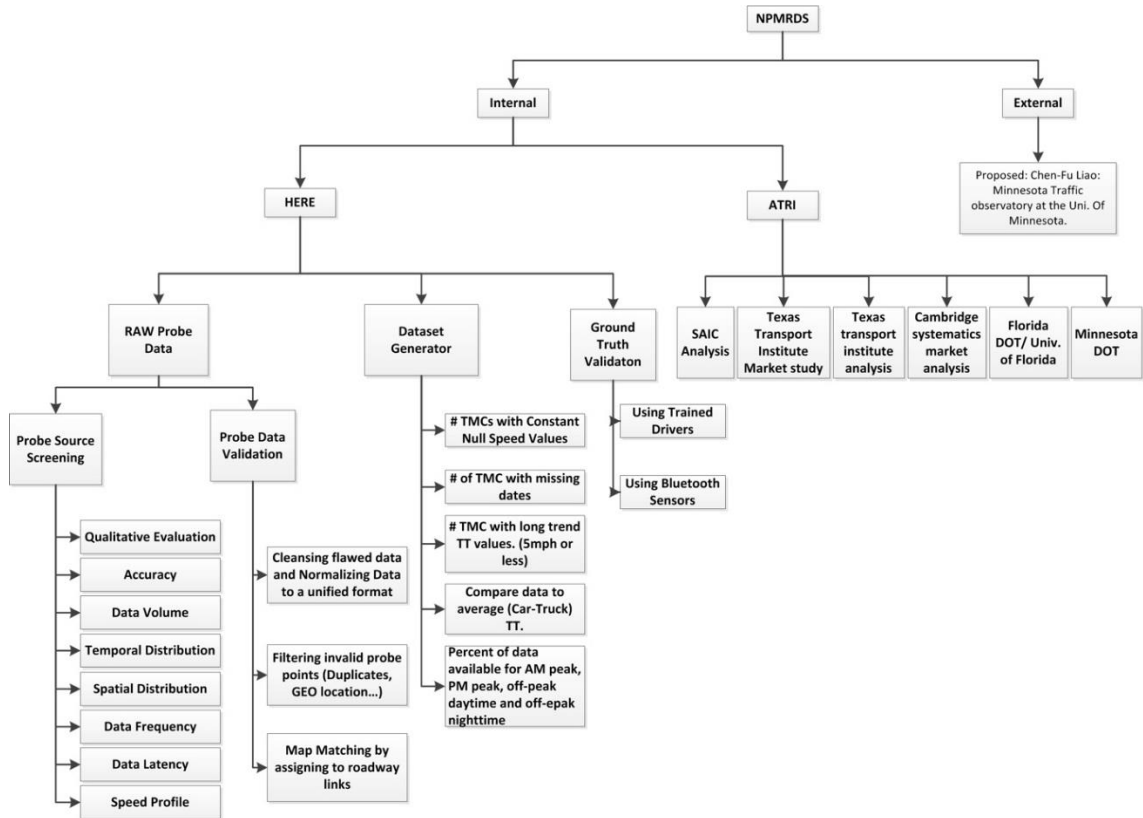 NPMRDS
Internal
External
Proposed: Chen-Fu Liao:
Minnesota Traffic
observatory at the Uni. Of
Minnesota.
HERE
ATRI
RAW Probe
Data
Dataset
Generator
Ground
Truth
Validaton
SAIC
Analysis
Texas
Transport
Institute
Market study
Texas
transport
institute
analysis
Cambridge
systematics
market
analysis
Florida
DOT/ Univ.
of Florida
Minnesota
DOT
Probe Source
Screening
Probe Data
Validation
# TMCs with Constant
Null Speed Values
# of TMC with missing
dates
# TMC with long trend
TT values. (5mph or
less)
Compare data to
average (Car-Truck)
TT.
Percent of data
available for AM peak,
PM peak, off-peak
daytime and off-epak
nighttime
Using Trained
Drivers
Using Bluetooth
Sensors
Qualitative Evaluation
Accuracy
Data Volume
Temporal Distribution
Spatial Distribution
Data Frequency
Data Latency
Speed Profile
Cleansing flawed data
and Normalizing Data
to a unified format
Filtering invalid probe
points (Duplicates,
GEO location...)
Map Matching by
assigning to roadway
links